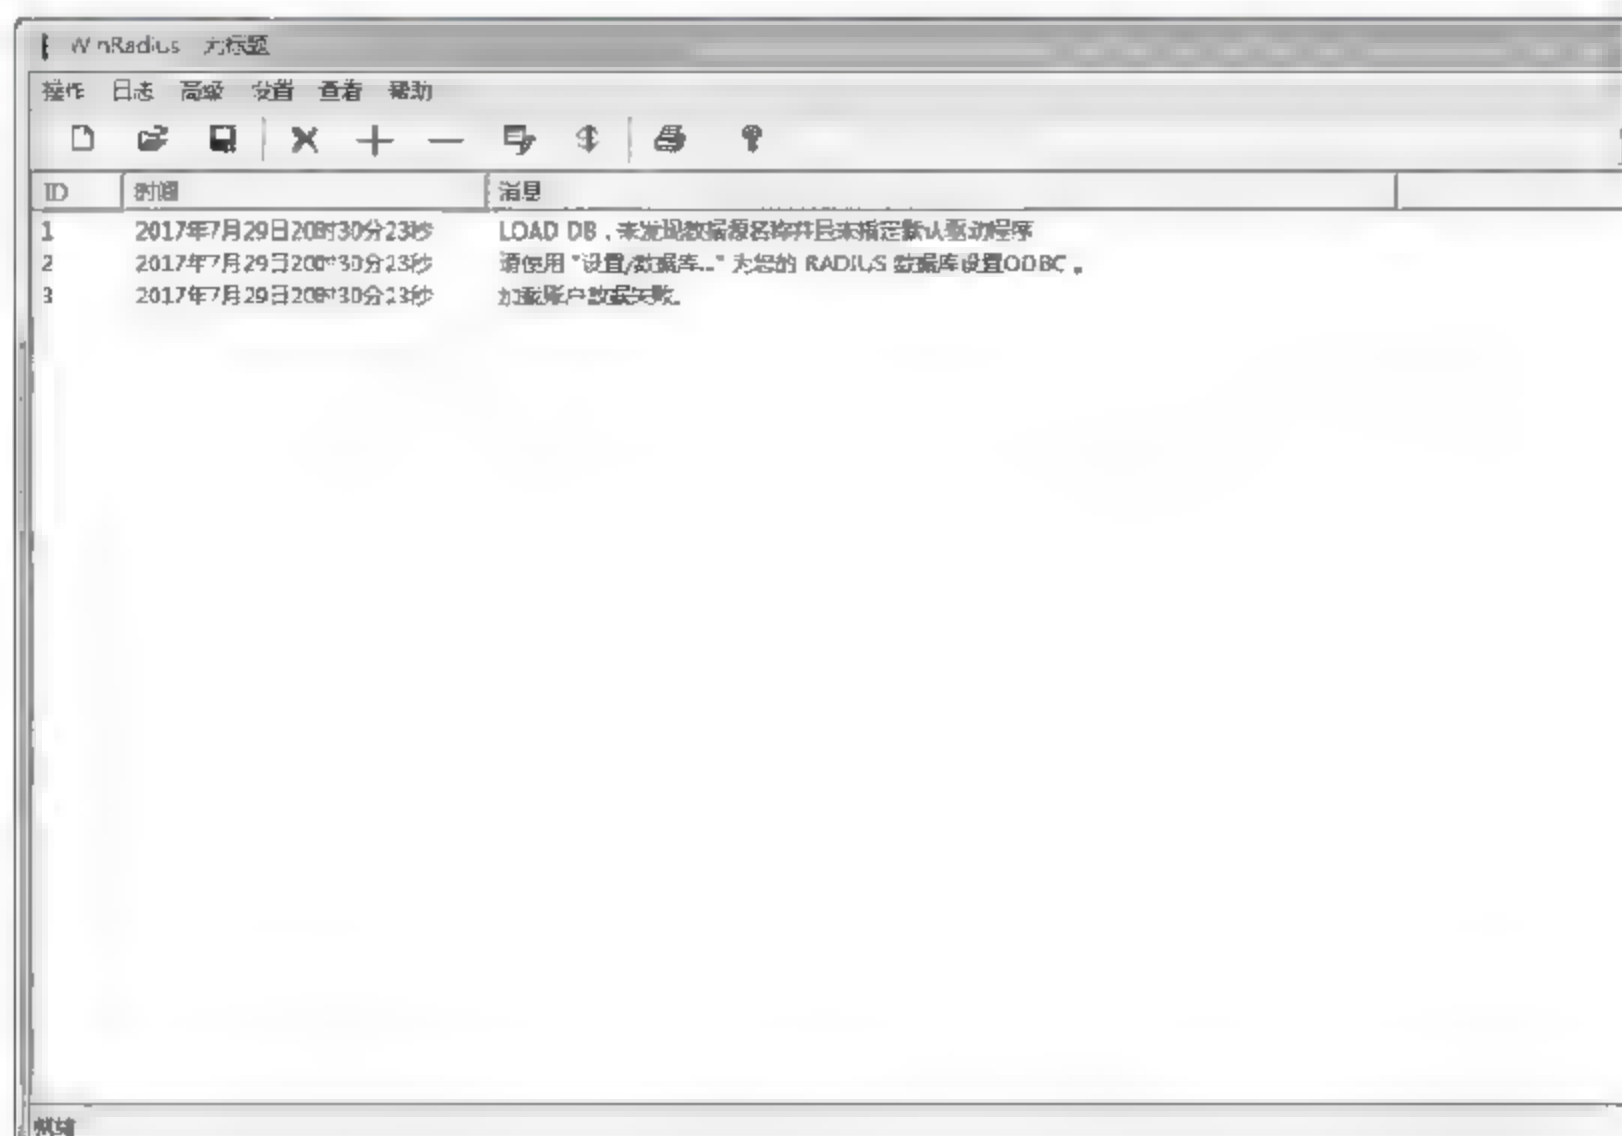 WinRadius 无标题
操作 日志 高级 设置 查看 帮助
ID 时间 消息
1 2017年7月29日20时30分23秒 LOAD DB，未发现数据源名称并且未指定默认驱动程序
2 2017年7月29日20时30分23秒 请使用 "设置/数据库.." 为您的 RADIUS 数据库设置ODBC。
3 2017年7月29日20时30分23秒 加载账户数据失败。
就绪